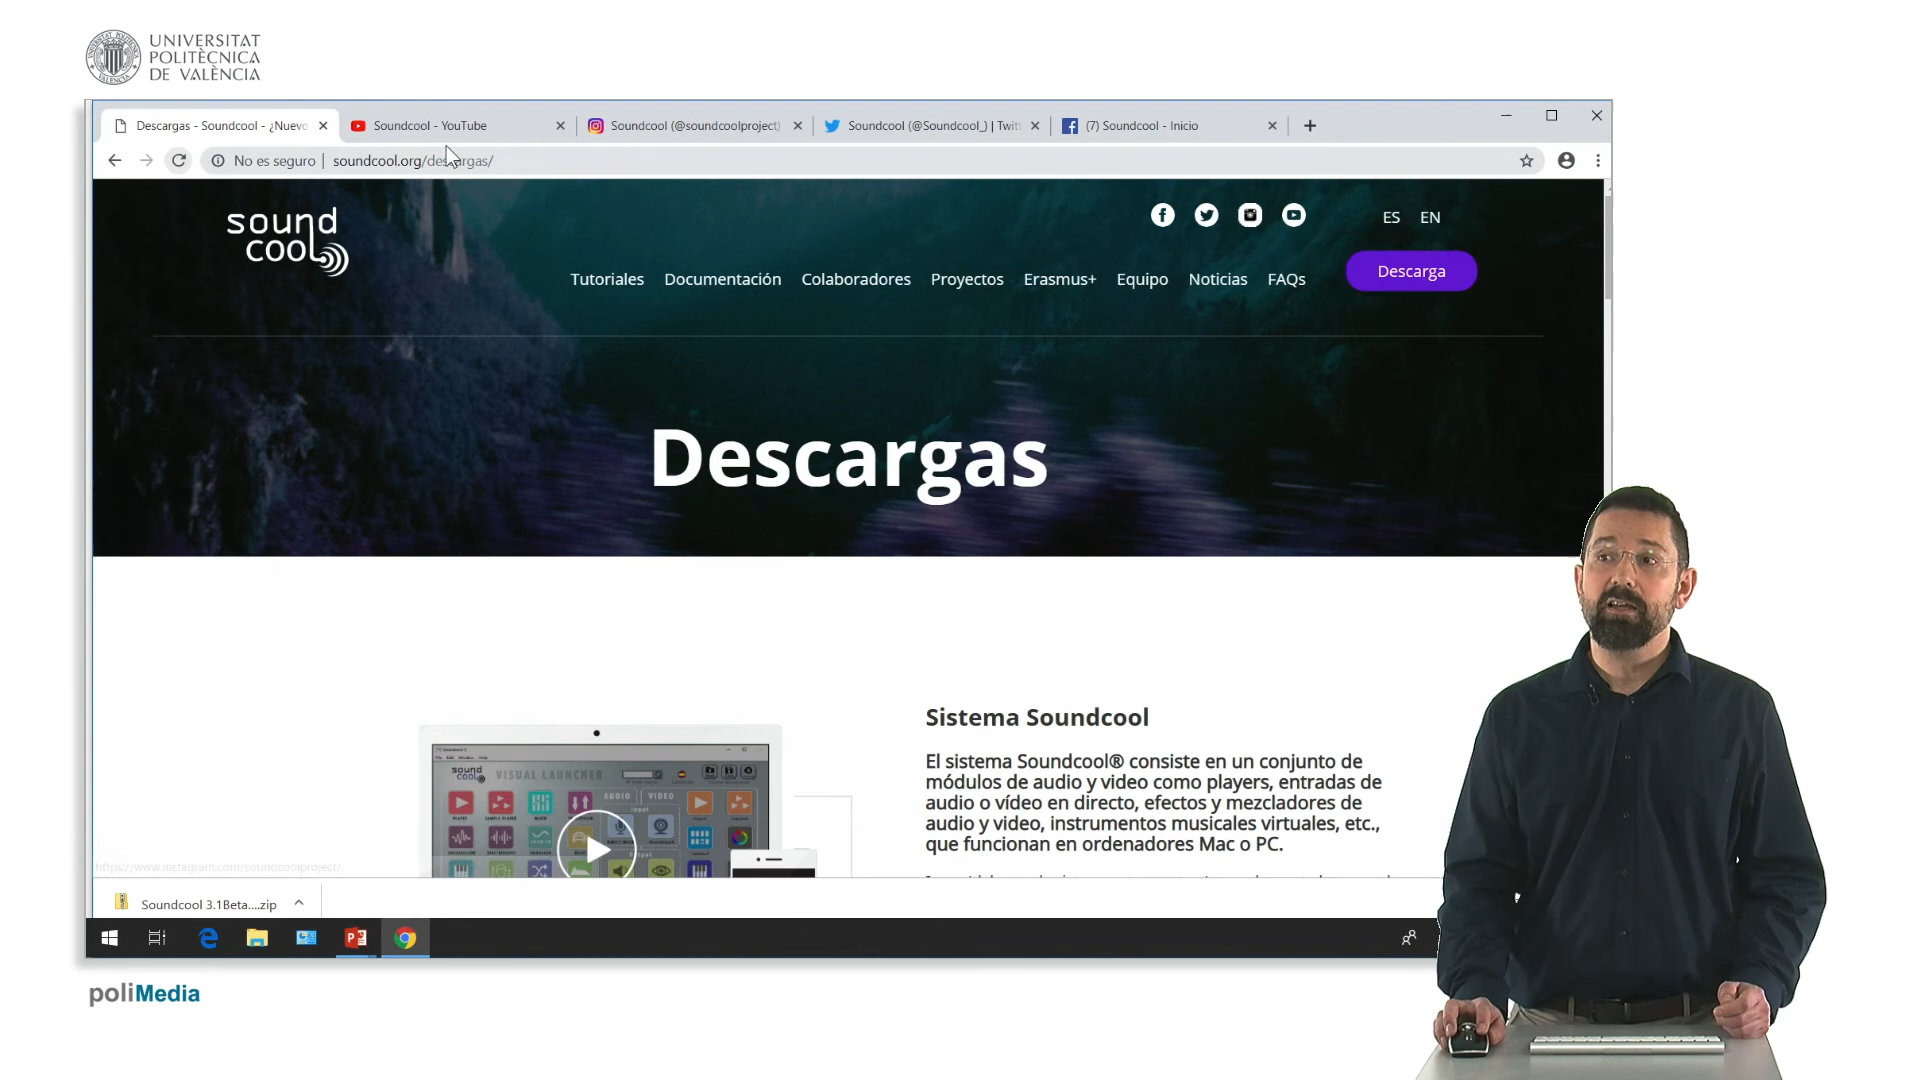 UNIVERSITAT
POLITÈCNICA
DE VALÈNCIA
Descargas - Soundcool - ¿Nuevo
Soundcool - YouTube
Soundcool (@soundcoolproject)
Soundcool (@Soundcool_) | Twit
(7) Soundcool - Inicio
No es seguro | soundcool.org/descargas/
sound
cool
ES EN
Tutoriales Documentación Colaboradores Proyectos Erasmus+ Equipo Noticias FAQs
Descarga
Descargas
Sistema Soundcool
El sistema Soundcool® consiste en un conjunto de
módulos de audio y video como players, entradas de
audio o vídeo en directo, efectos y mezcladores de
audio y video, instrumentos musicales virtuales, etc.,
que funcionan en ordenadores Mac o PC.
sound
cool
VISUAL LAUNCHER
AUDIO
VIDEO
https://www.instagram.com/soundcoolproject/
Soundcool 3.1Beta....zip
poliMedia